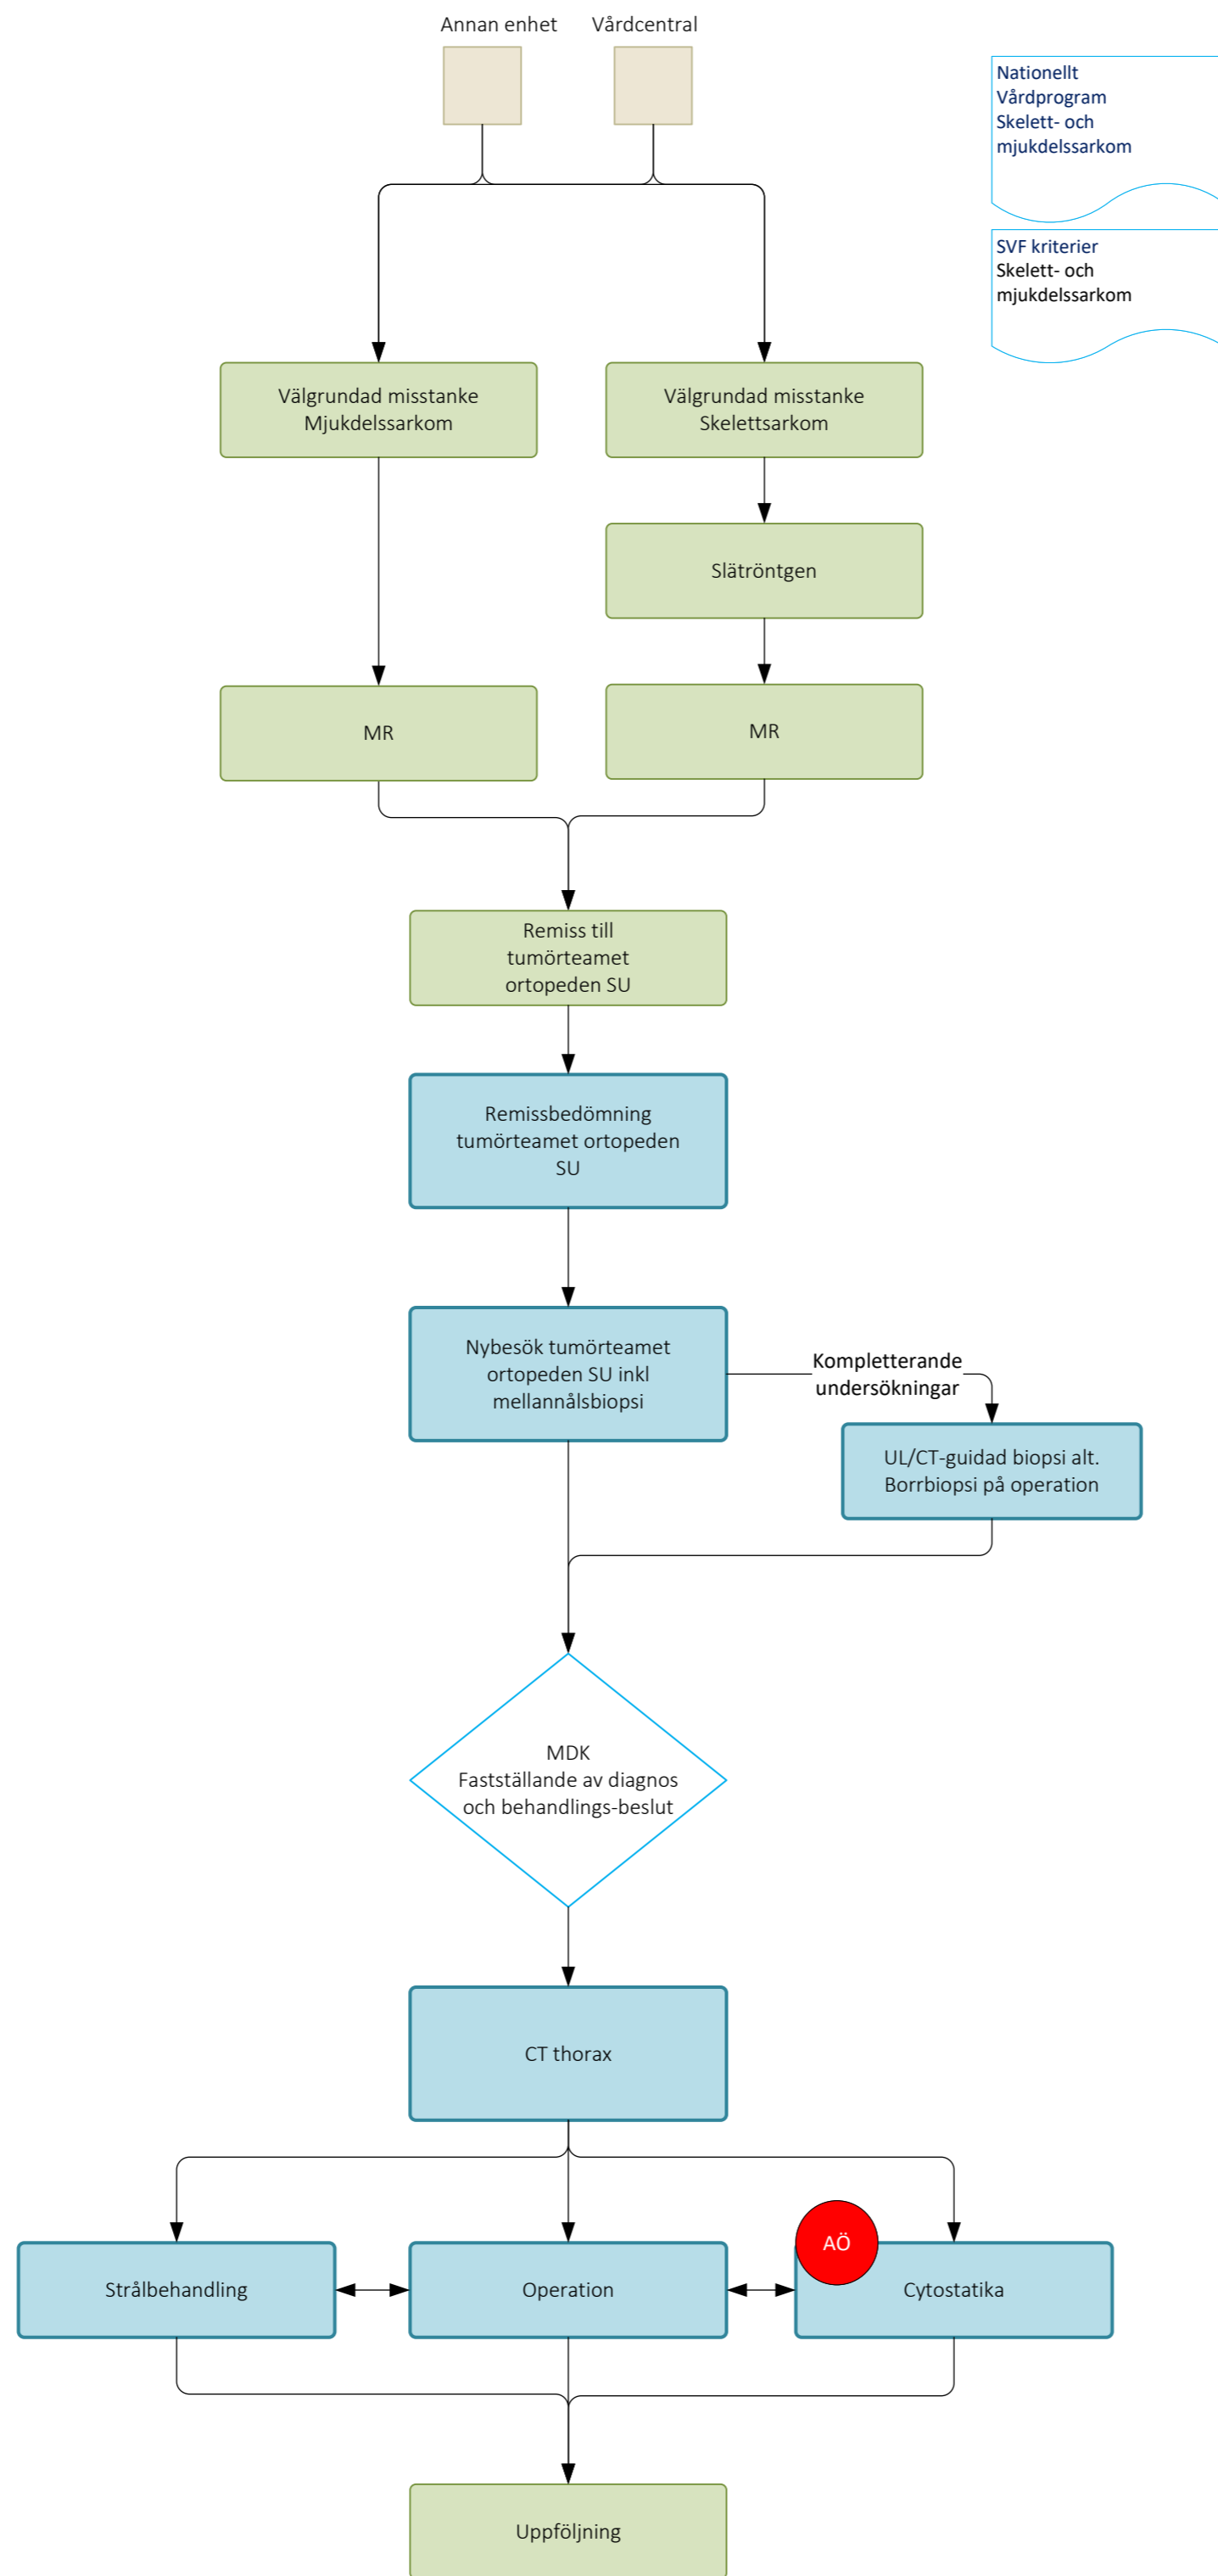 Annan enhet
Vårdcentral
Nationellt
Vårdprogram
Skelett- och
mjukdelssarkom
SVF kriterier
Skelett- och
mjukdelssarkom
Välgrundad misstanke
Mjukdelssarkom
Välgrundad misstanke
Skelettsarkom
Slätröntgen
MR
MR
Remiss till
tumörteamet
ortopeden SU
Remissbedömning
tumörteamet ortopeden
SU
Nybesök tumörteamet
ortopeden SU inkl
mellannålsbiopsi
Kompletterande
undersökningar
UL/CT-guidad biopsi alt.
Borrbiopsi på operation
MDK
Fastställande av diagnos
och behandlings-beslut
CT thorax
Strålbehandling
Operation
AÖ
Cytostatika
Uppföljning